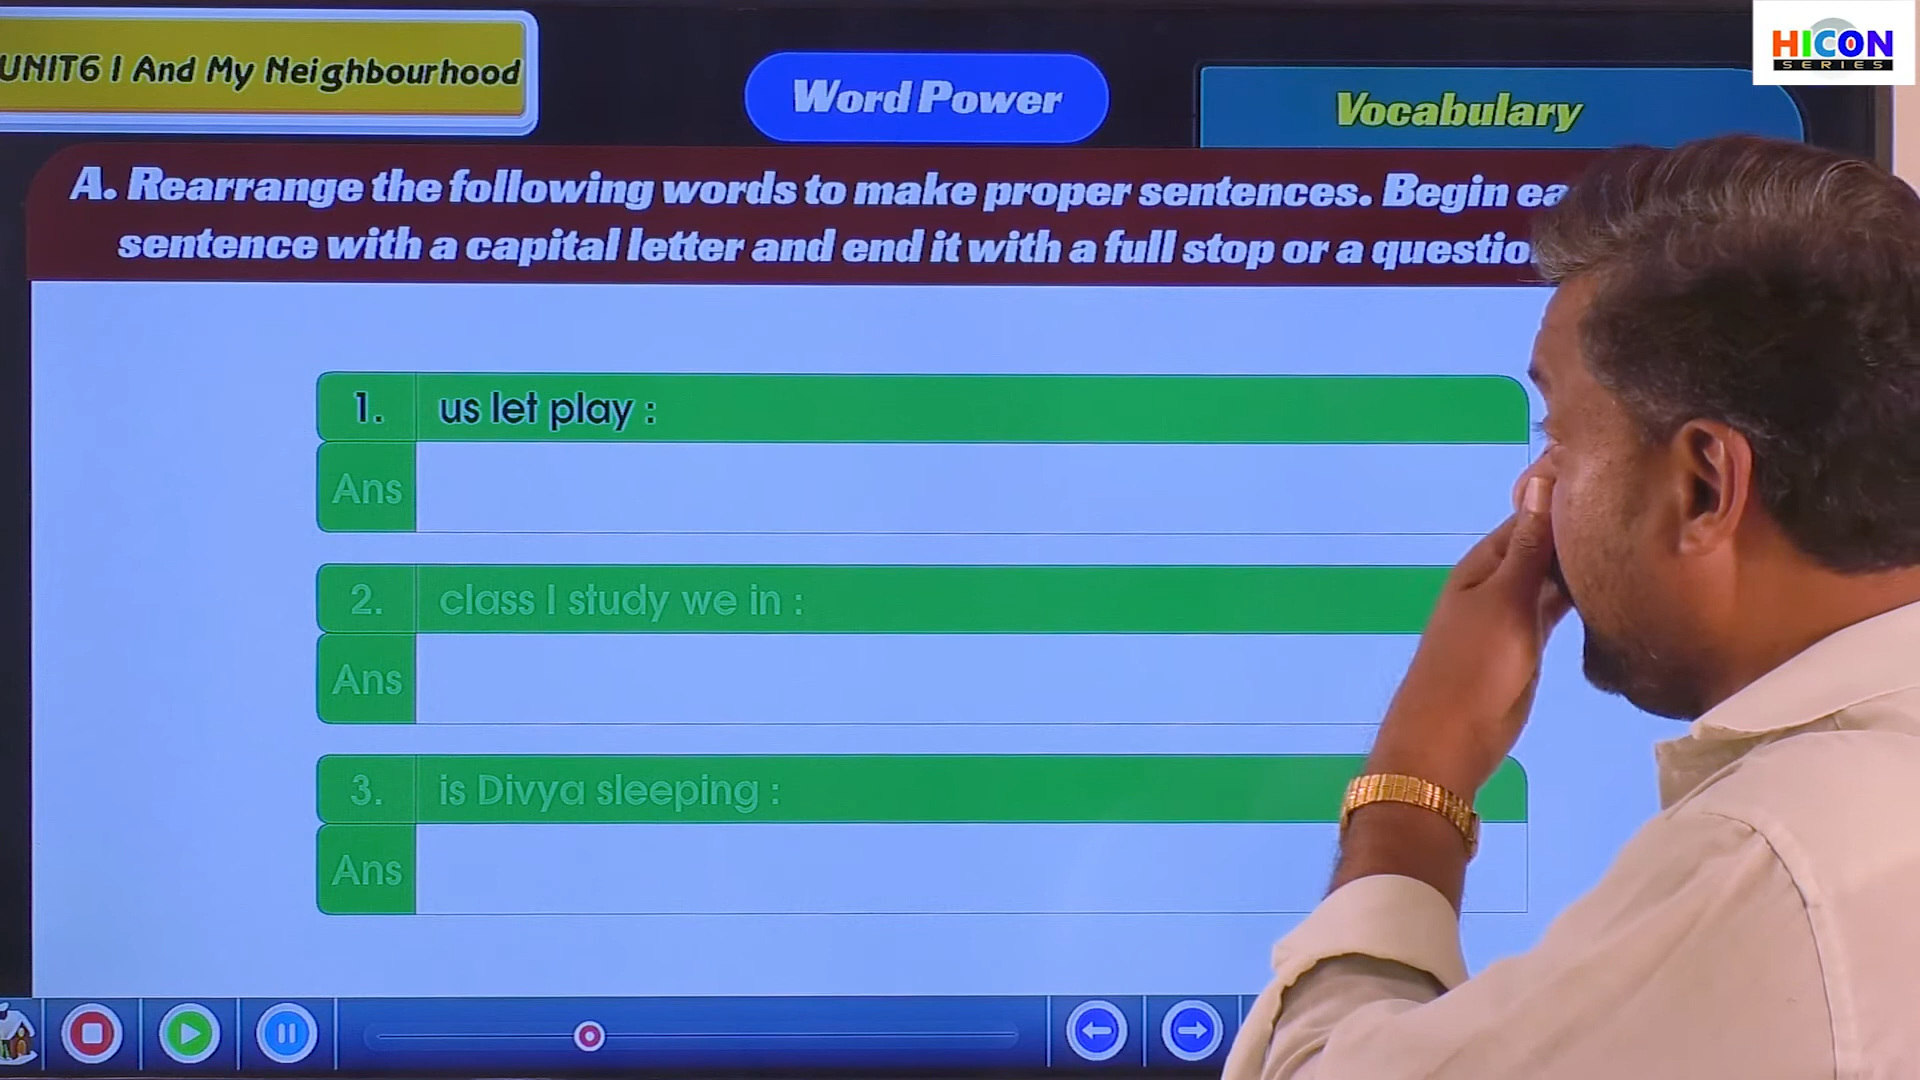 HICON
SERIES
UNIT6 I And My Neighbourhood
Word Power
Vocabulary
A. Rearrange the following words to make proper sentences. Begin
sentence with a capital letter and end it with a full stop or a
1. us let play :
Ans
2. class I study we in :
Ans
3. is Divya sleeping :
Ans